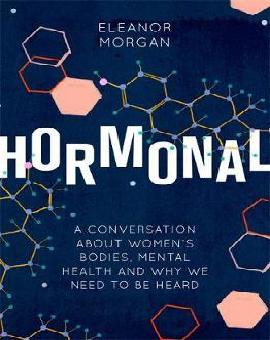 ELEANOR
MORGAN
HORMONAL
A CONVERSATION
ABOUT WOMEN'S
BODIES, MENTAL
HEALTH AND WHY WE
NEED TO BE HEARD